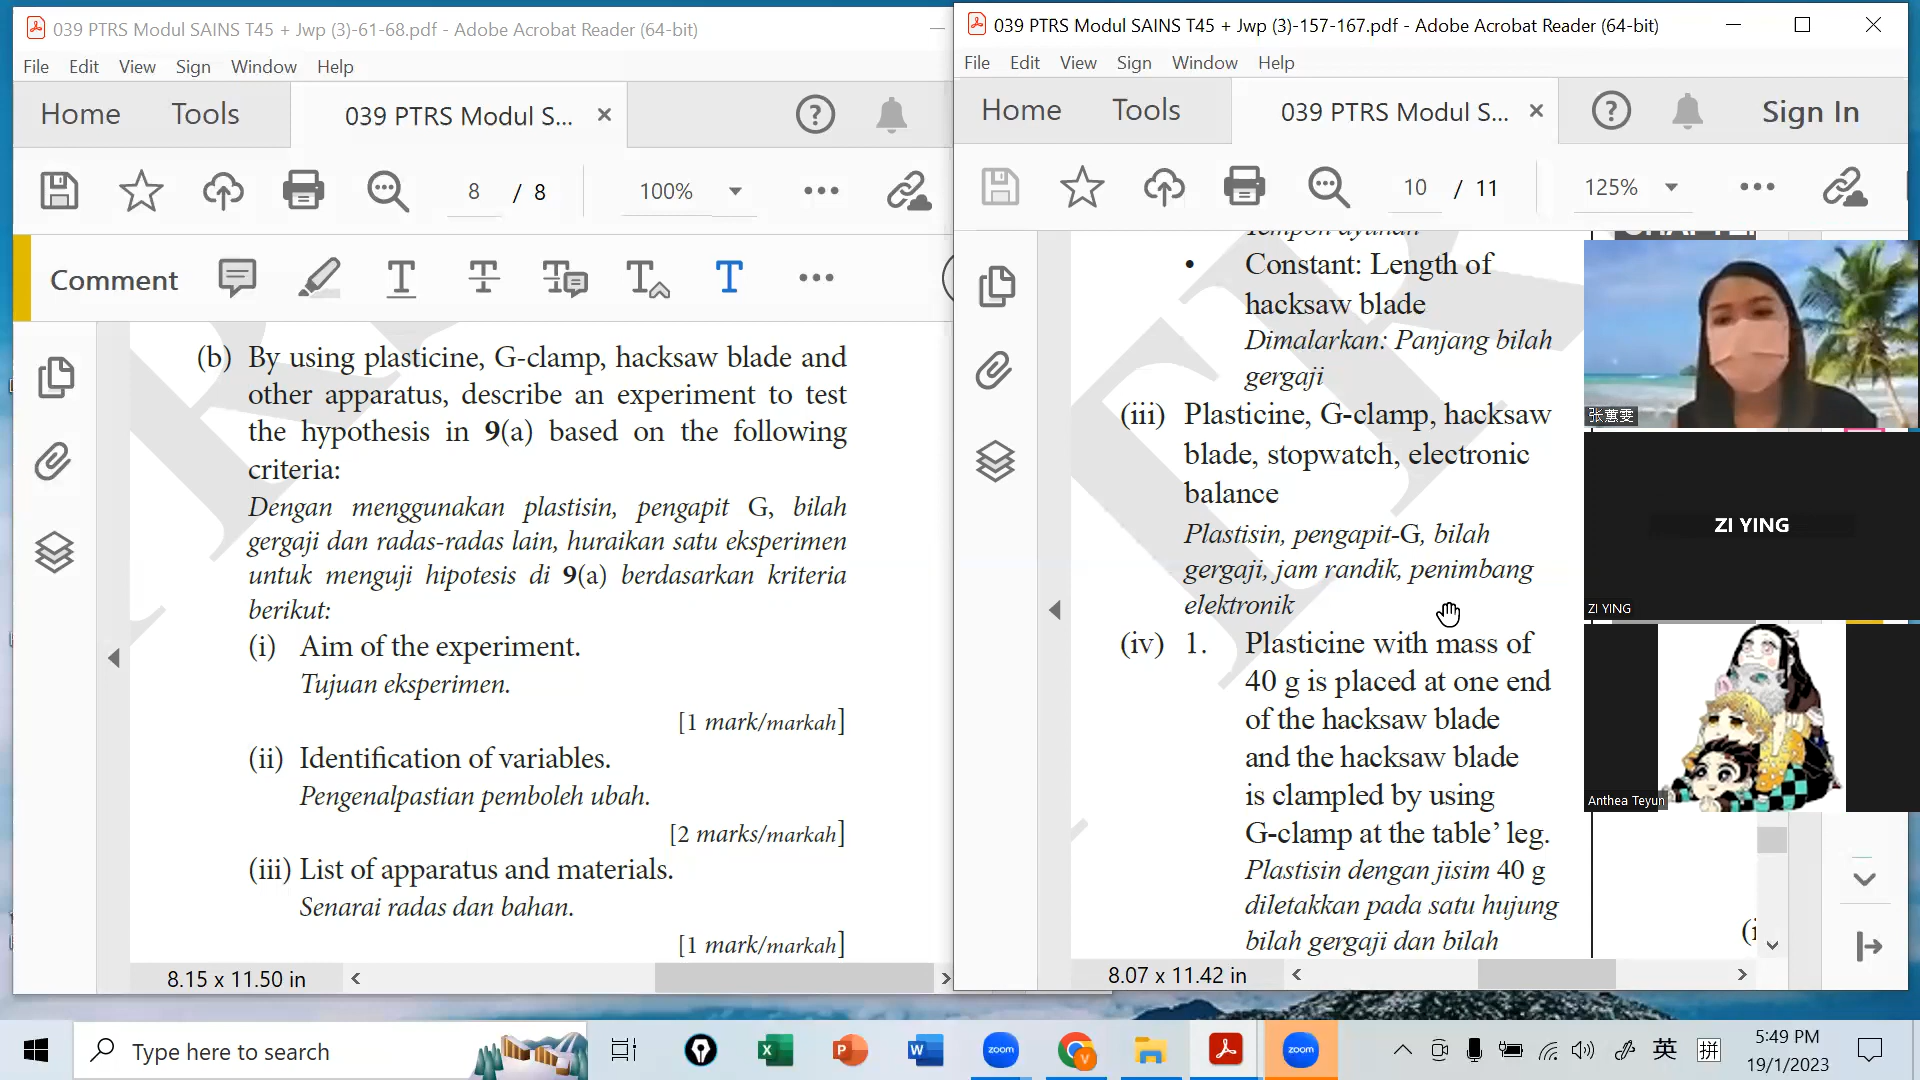 039 PTRS Modul SAINS T45 + Jwp (3)-61-68.pdf - Adobe Acrobat Reader (64-bit)
File Edit View Sign Window Help
Home Tools 039 PTRS Modul S...
8 / 8 100%
Comment
(b) By using plasticine, G-clamp, hacksaw blade and
other apparatus, describe an experiment to test
the hypothesis in 9(a) based on the following
criteria:
Dengan menggunakan plastisin, pengapit G, bilah
gergaji dan radas-radas lain, huraikan satu eksperimen
untuk menguji hipotesis di 9(a) berdasarkan kriteria
berikut:
(i) Aim of the experiment.
Tujuan eksperimen.
[1 mark/markah]
(ii) Identification of variables.
Pengenalpastian pemboleh ubah.
[2 marks/markah]
(iii) List of apparatus and materials.
Senarai radas dan bahan.
[1 mark/markah]
8.15 x 11.50 in
039 PTRS Modul SAINS T45 + Jwp (3)-157-167.pdf - Adobe Acrobat Reader (64-bit)
File Edit View Sign Window Help
Home Tools 039 PTRS Modul S... Sign In
10 / 11 125%
Tempoh ayunan
• Constant: Length of
hacksaw blade
Dimalarkan: Panjang bilah
gergaji
(iii) Plasticine, G-clamp, hacksaw
blade, stopwatch, electronic
balance
Plastisin, pengapit-G, bilah
gergaji, jam randik, penimbang
elektronik
(iv) 1. Plasticine with mass of
40 g is placed at one end
of the hacksaw blade
and the hacksaw blade
is clampled by using
G-clamp at the table’ leg.
Plastisin dengan jisim 40 g
diletakkan pada satu hujung
bilah gergaji dan bilah
8.07 x 11.42 in
张蕙雯
ZI YING
ZI YING
Anthea Teyun
Type here to search
zoom
zoom
英
拼
5:49 PM
19/1/2023